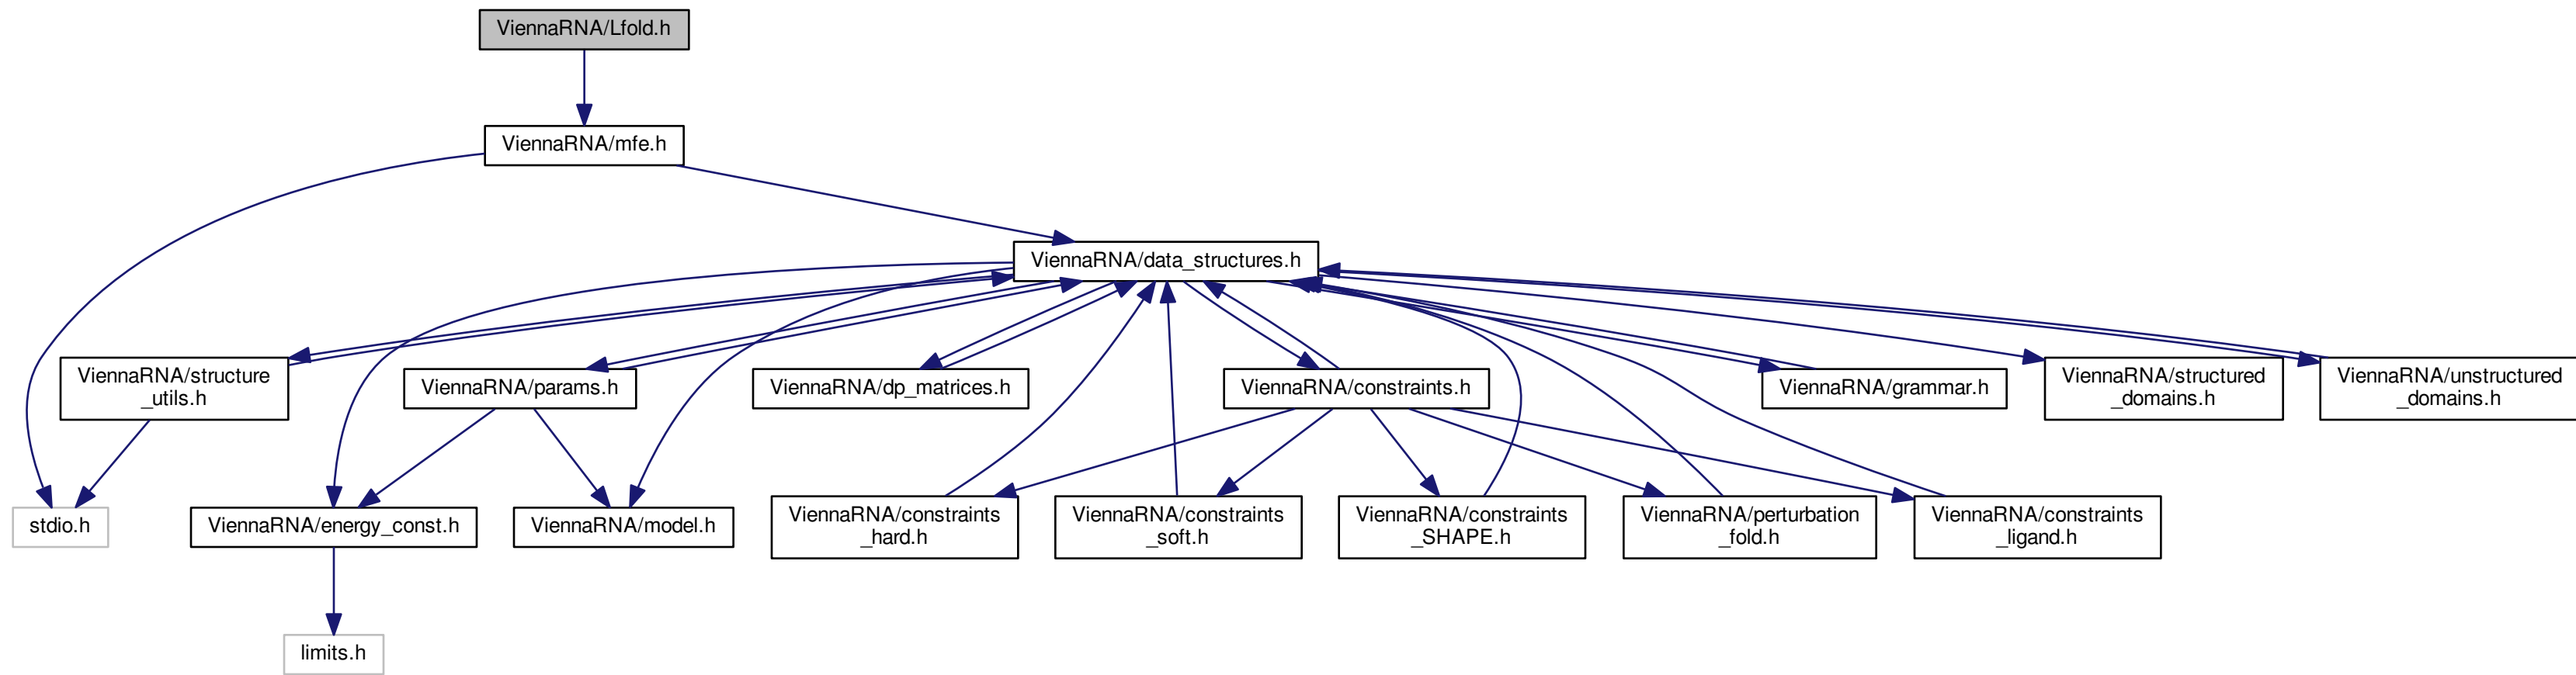 ViennaRNA/Lfold.h
ViennaRNA/mfe.h
ViennaRNA/data_structures.h
ViennaRNA/structure
_utils.h
ViennaRNA/params.h
ViennaRNA/dp_matrices.h
ViennaRNA/constraints.h
ViennaRNA/grammar.h
ViennaRNA/structured
_domains.h
ViennaRNA/unstructured
_domains.h
stdio.h
ViennaRNA/energy_const.h
ViennaRNA/model.h
ViennaRNA/constraints
_hard.h
ViennaRNA/constraints
_soft.h
ViennaRNA/constraints
_SHAPE.h
ViennaRNA/perturbation
_fold.h
ViennaRNA/constraints
_ligand.h
limits.h